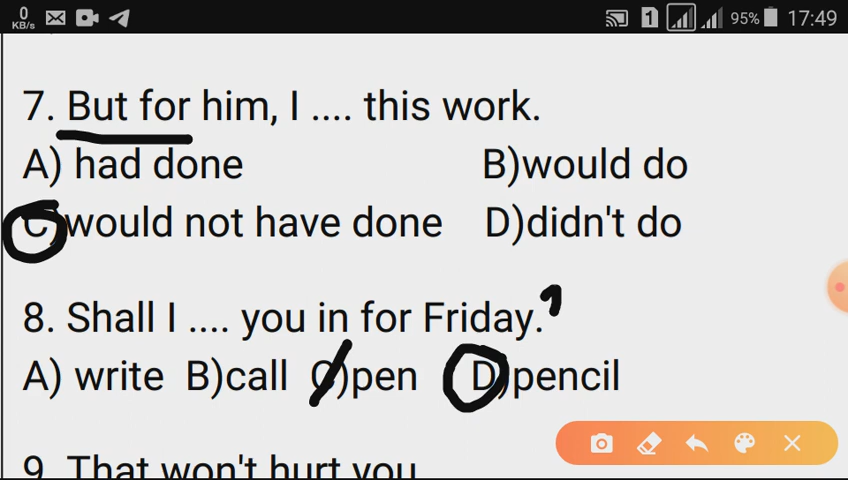 0 KB/s 1 95% 17:49
7. But for him, I .... this work.
A) had done B)would do
C)would not have done D)didn't do
8. Shall I .... you in for Friday.
A) write B)call C)pen D)pencil
9. That won't hurt you